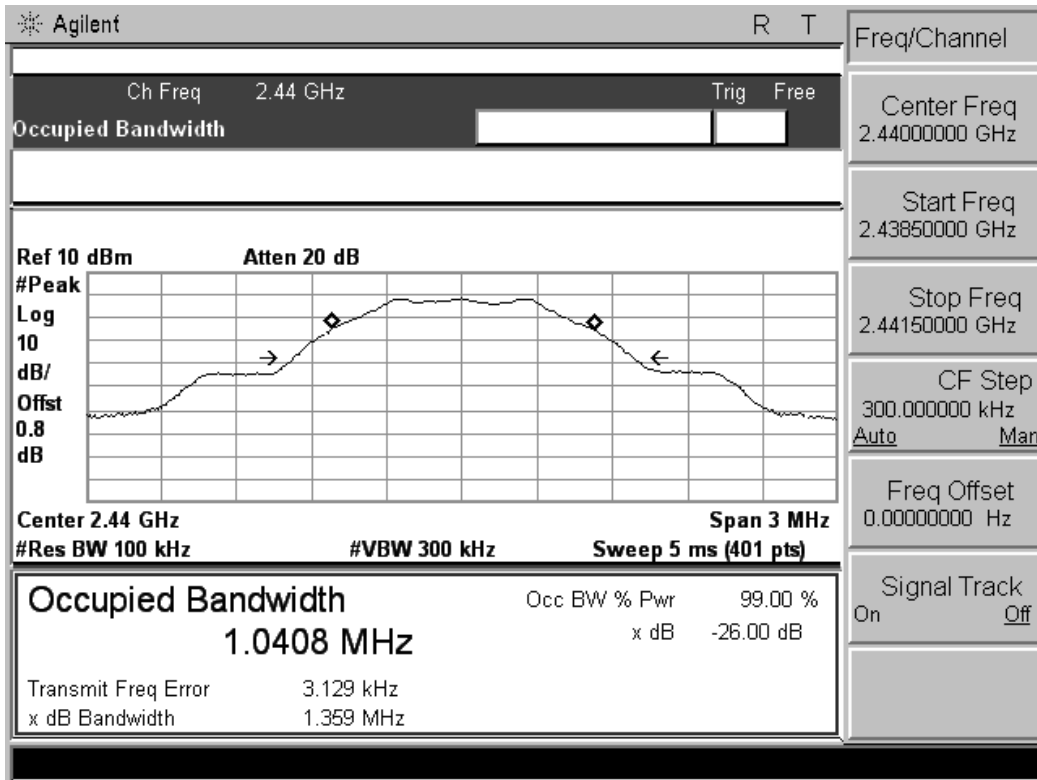 Agilent R T
Ch Freq 2.44 GHz Trig Free
Occupied Bandwidth
Ref 10 dBm Atten 20 dB
#Peak
Log
10
dB/
Offst
0.8
dB
Center 2.44 GHz Span 3 MHz
#Res BW 100 kHz #VBW 300 kHz Sweep 5 ms (401 pts)
Occupied Bandwidth Occ BW % Pwr 99.00 %
1.0408 MHz x dB -26.00 dB
Transmit Freq Error 3.129 kHz
x dB Bandwidth 1.359 MHz
Freq/Channel
Center Freq
2.44000000 GHz
Start Freq
2.43850000 GHz
Stop Freq
2.44150000 GHz
CF Step
300.000000 kHz
Auto Man
Freq Offset
0.00000000 Hz
Signal Track
On Off